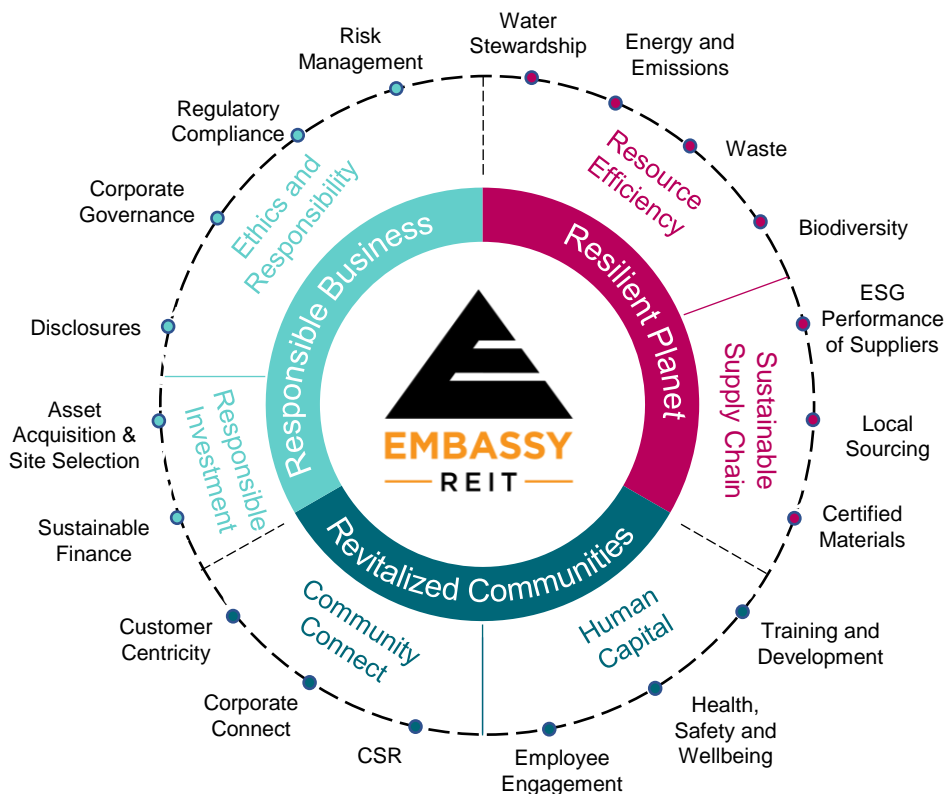 Water
Stewardship
Energy and
Emissions
Waste
Biodiversity
Resource
Efficiency
Resilient Planet
ESG
Performance
of Suppliers
Local
Sourcing
Certified
Materials
Sustainable
Supply Chain
Training and
Development
Health,
Safety and
Wellbeing
Employee
Engagement
Human
Capital
Revitalized Communities
Community
Connect
CSR
Corporate
Connect
Customer
Centricity
Sustainable
Finance
Asset
Acquisition &
Site Selection
Responsible
Investment
Responsible Business
Disclosures
Corporate
Governance
Regulatory
Compliance
Risk
Management
Ethics and
Responsibility
EMBASSY
REIT